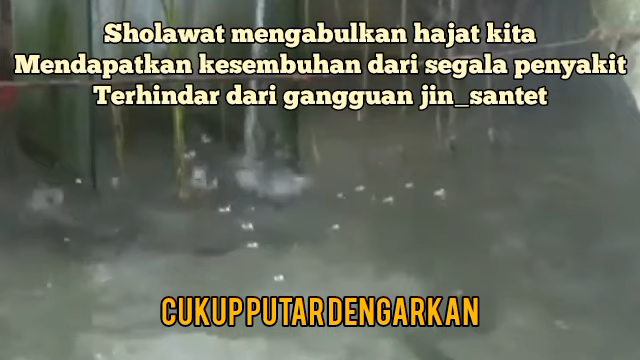 Sholawat mengabulkan hajat kita
Mendapatkan kesembuhan dari segala penyakit
Terhindar dari gangguan jin_santet
CUKUP PUTAR DENGARKAN